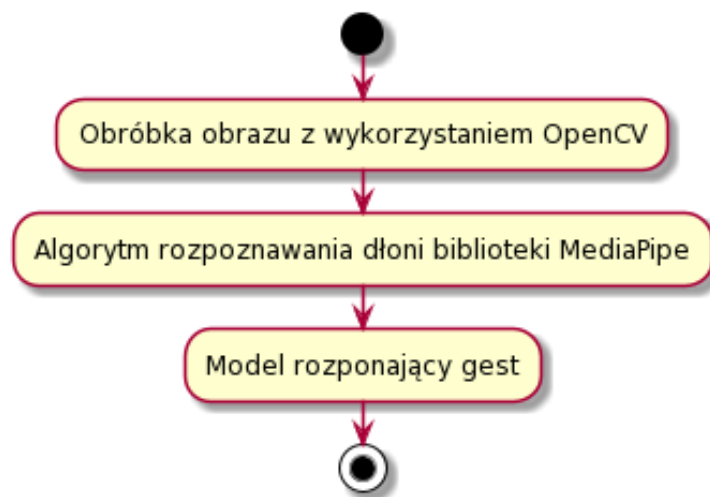 Obróbka obrazu z wykorzystaniem OpenCV
Algorytm rozpoznawania dłoni biblioteki MediaPipe
Model rozponający gest